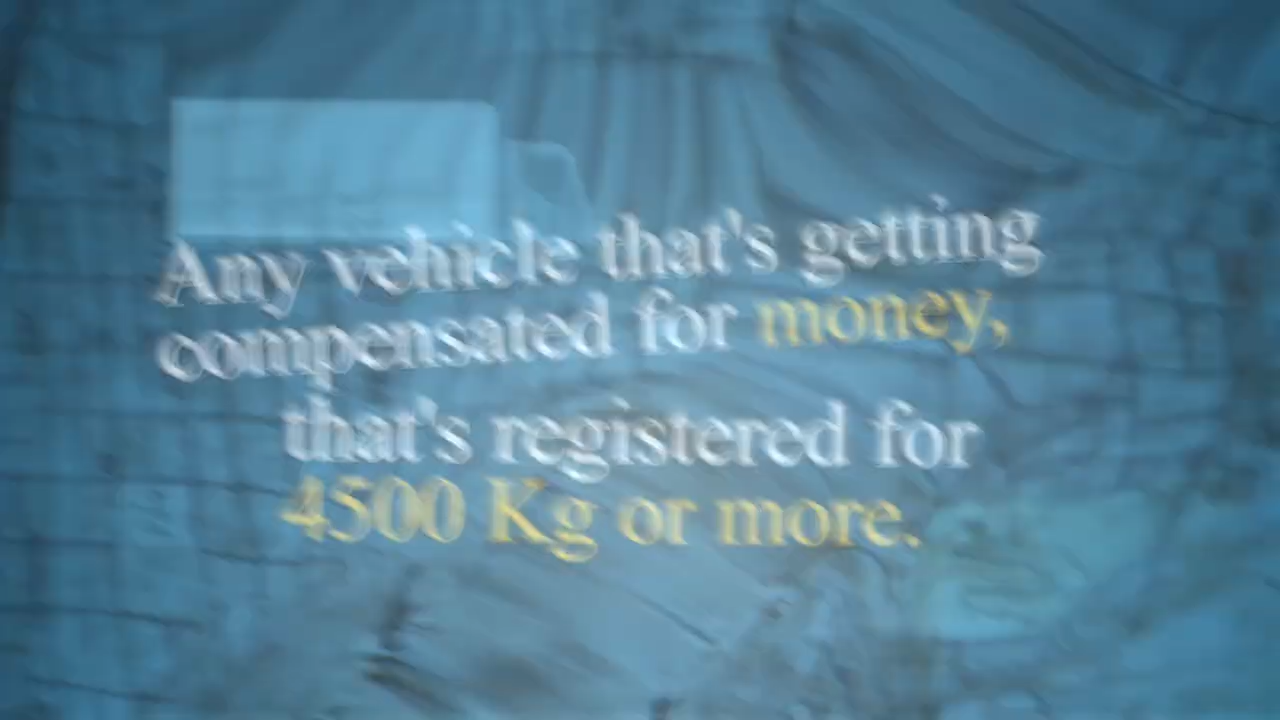 Any vehicle that's getting
compensated for money,
that's registered for
4500 Kg or more.